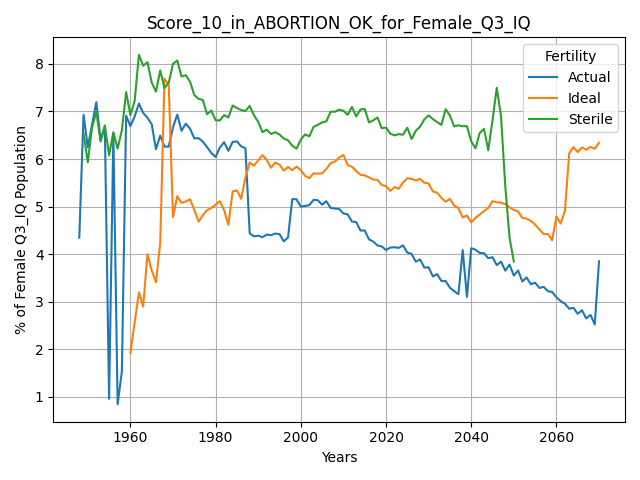 Score_10_in_ABORTION_OK_for_Female_Q3_IQ
Fertility
Actual
Ideal
Sterile
% of Female Q3_IQ Population
8
7
6
5
4
3
2
1
1960 1980 2000 2020 2040 2060
Years